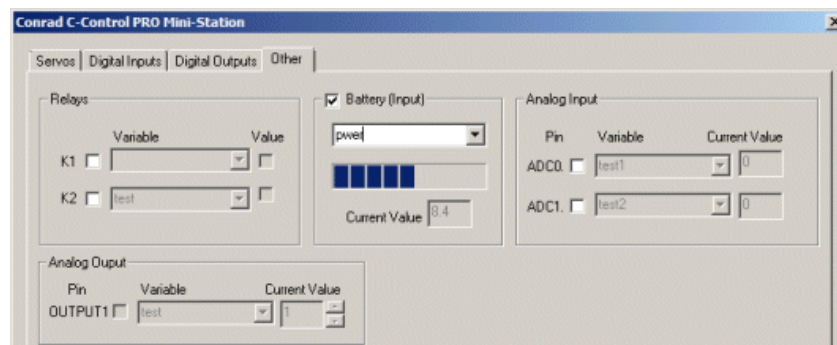 Conrad C-Control PRO Mini-Station
Servos Digital Inputs Digital Outputs Other
Relays
Variable Value
K1
K2 test
Battery (Input)
pwer
Current Value 8.4
Analog Input
Pin Variable Current Value
ADC0. test1 0
ADC1. test2 0
Analog Ouput
Pin Variable Current Value
OUTPUT1 test 1